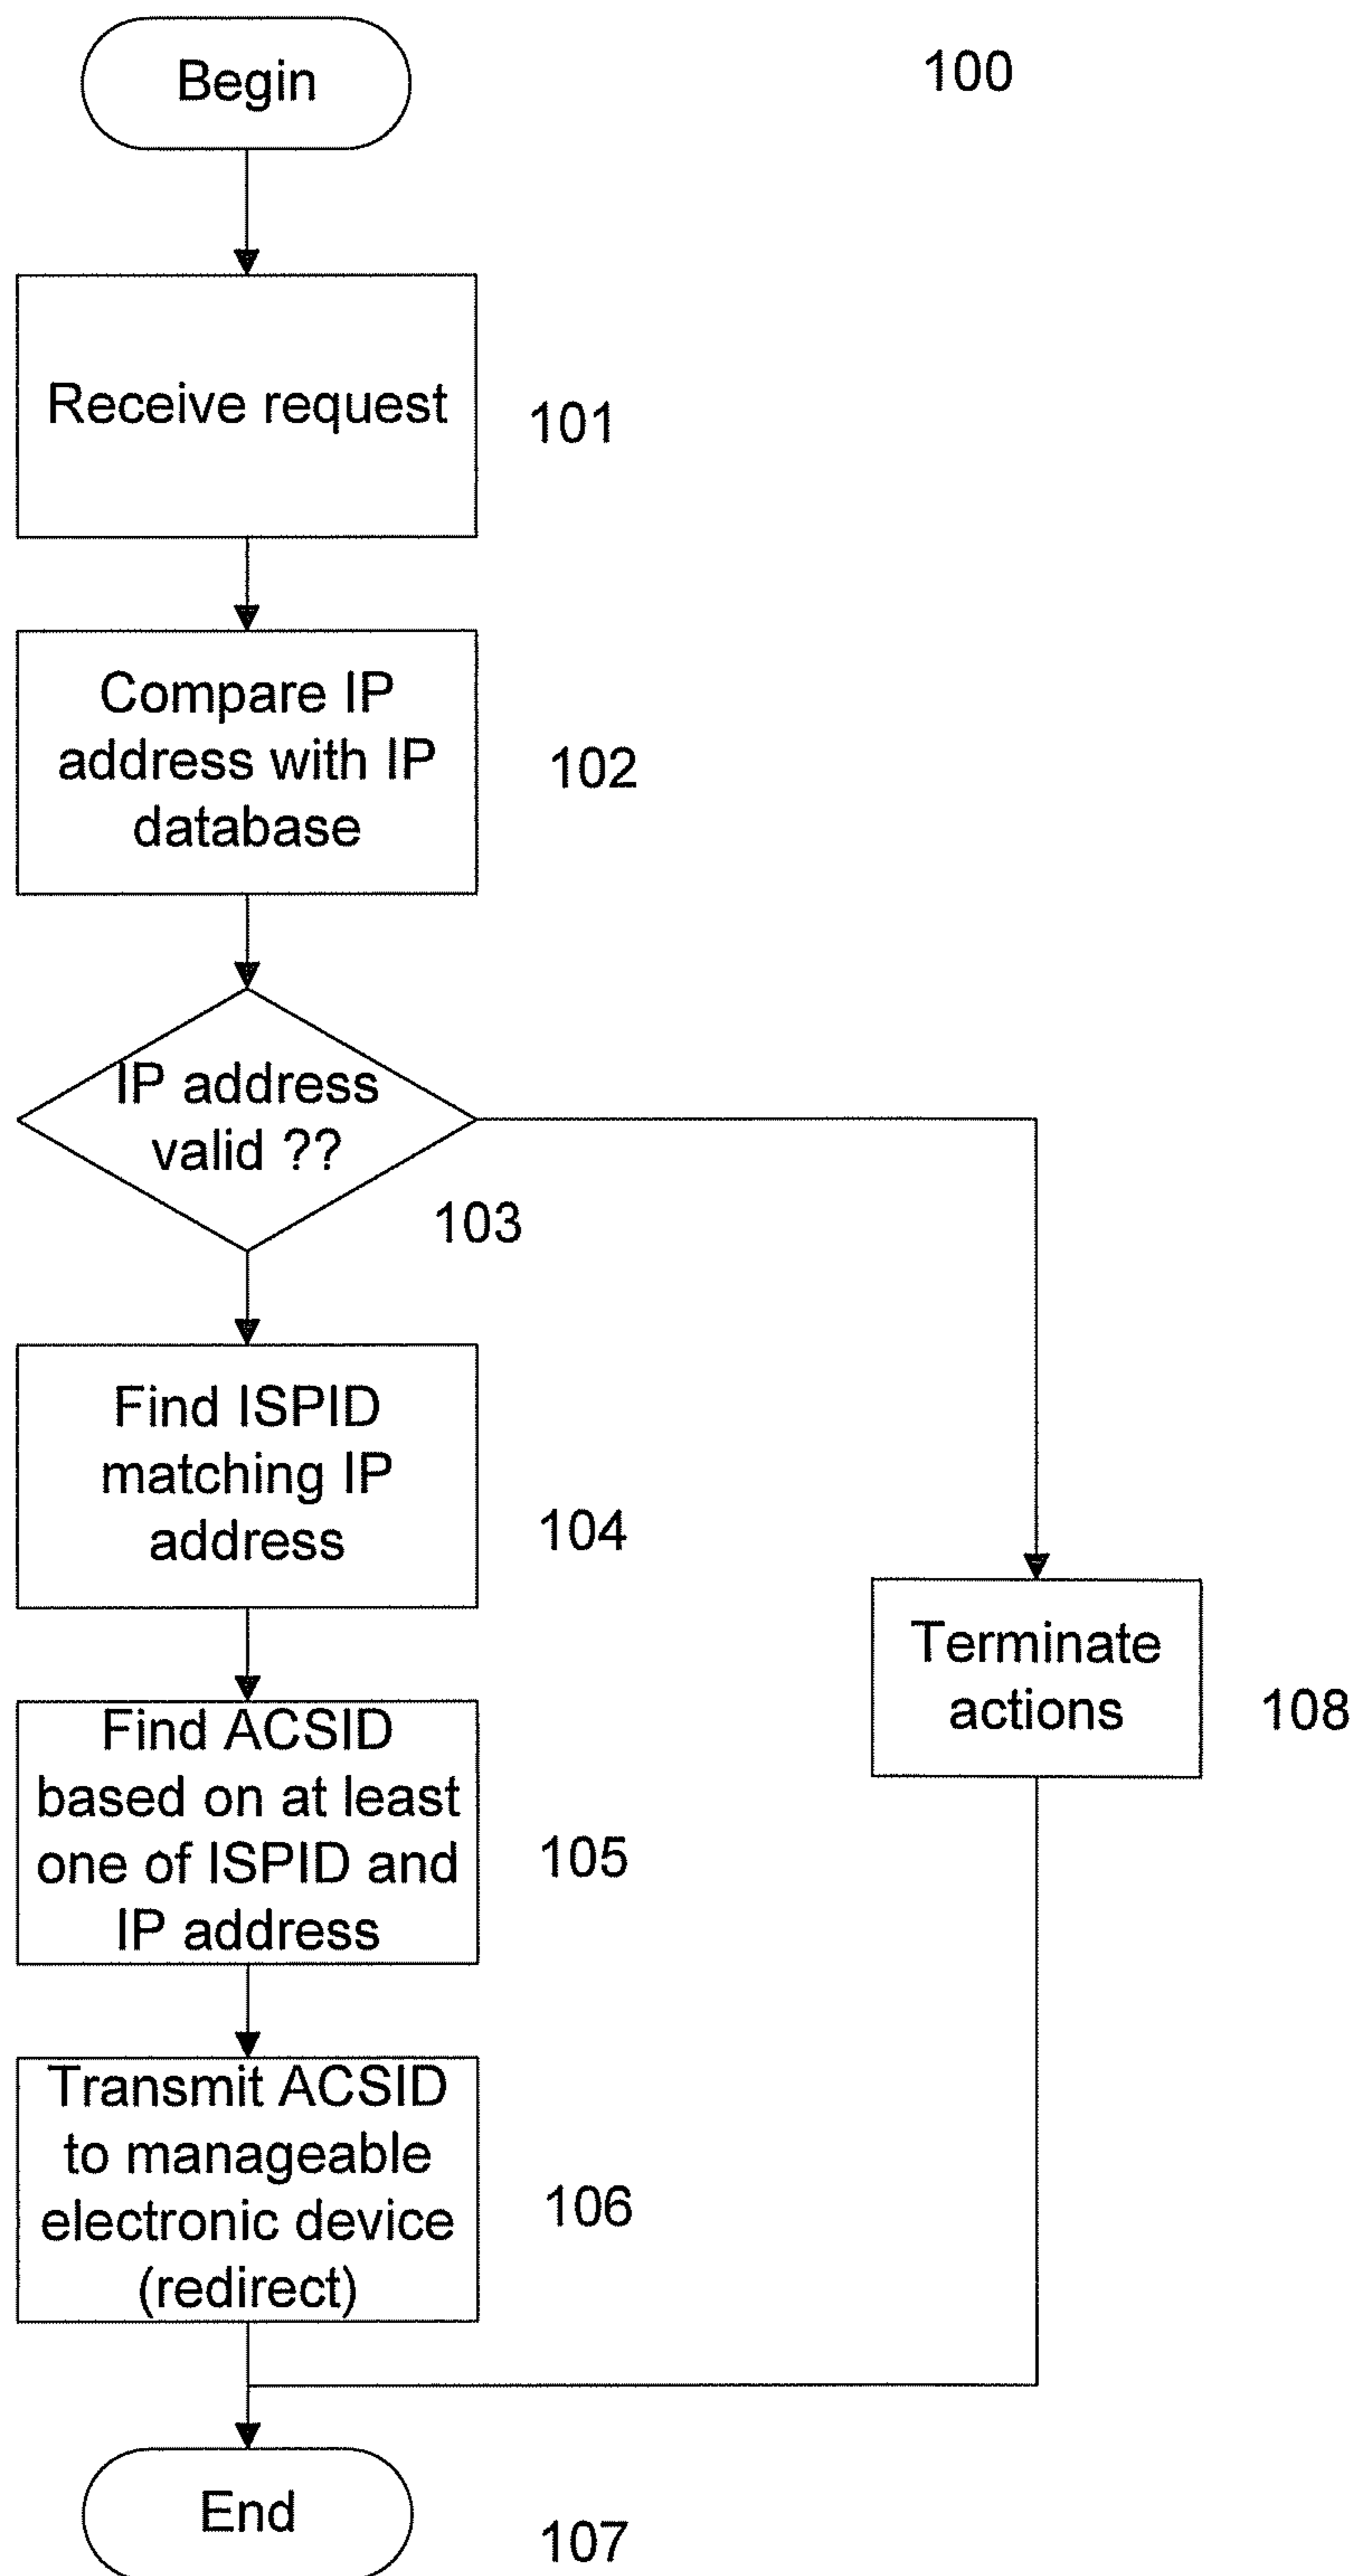 Begin
100
Receive request
101
Compare IP
address with IP
database
102
IP address
valid ??
103
Find ISPID
matching IP
address
104
Terminate
actions
108
Find ACSID
based on at least
one of ISPID and
IP address
105
Transmit ACSID
to manageable
electronic device
(redirect)
106
End
107